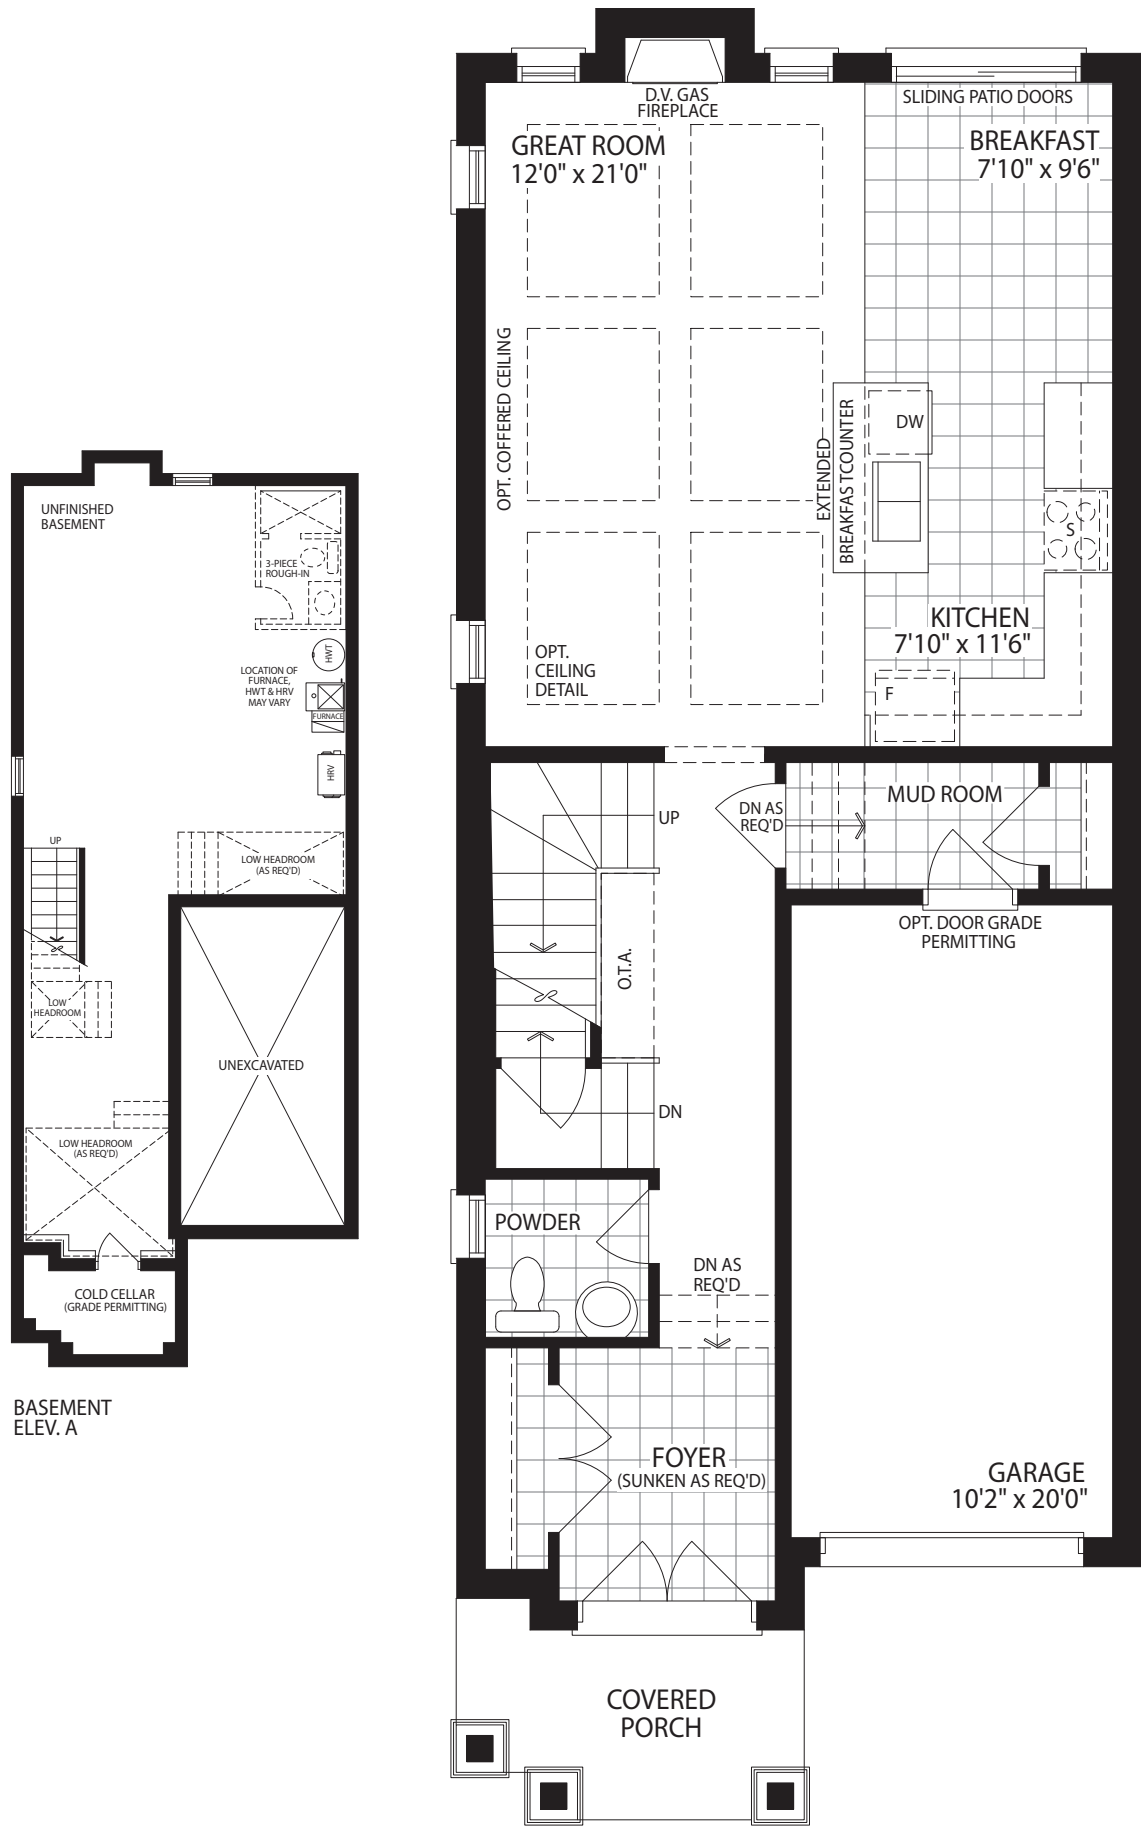 D.V. GAS
FIREPLACE
SLIDING PATIO DOORS
GREAT ROOM
12'0" x 21'0"
BREAKFAST
7'10" x 9'6"
OPT. COFFERED CEILING
EXTENDED
BREAKFAS TCOUNTER
DW
S
KITCHEN
7'10" x 11'6"
OPT.
CEILING
DETAIL
F
UP
DN AS
REQ'D
MUD ROOM
OPT. DOOR GRADE
PERMITTING
O.T.A.
DN
POWDER
DN AS
REQ'D
FOYER
(SUNKEN AS REQ'D)
GARAGE
10'2" x 20'0"
COVERED
PORCH
UNFINISHED
BASEMENT
3-PIECE
ROUGH-IN
HWT
LOCATION OF
FURNACE,
HWT & HRV
MAY VARY
FURNACE
HRV
UP
LOW HEADROOM
(AS REQ'D)
LOW
HEADROOM
UNEXCAVATED
LOW HEADROOM
(AS REQ'D)
COLD CELLAR
(GRADE PERMITTING)
BASEMENT
ELEV. A